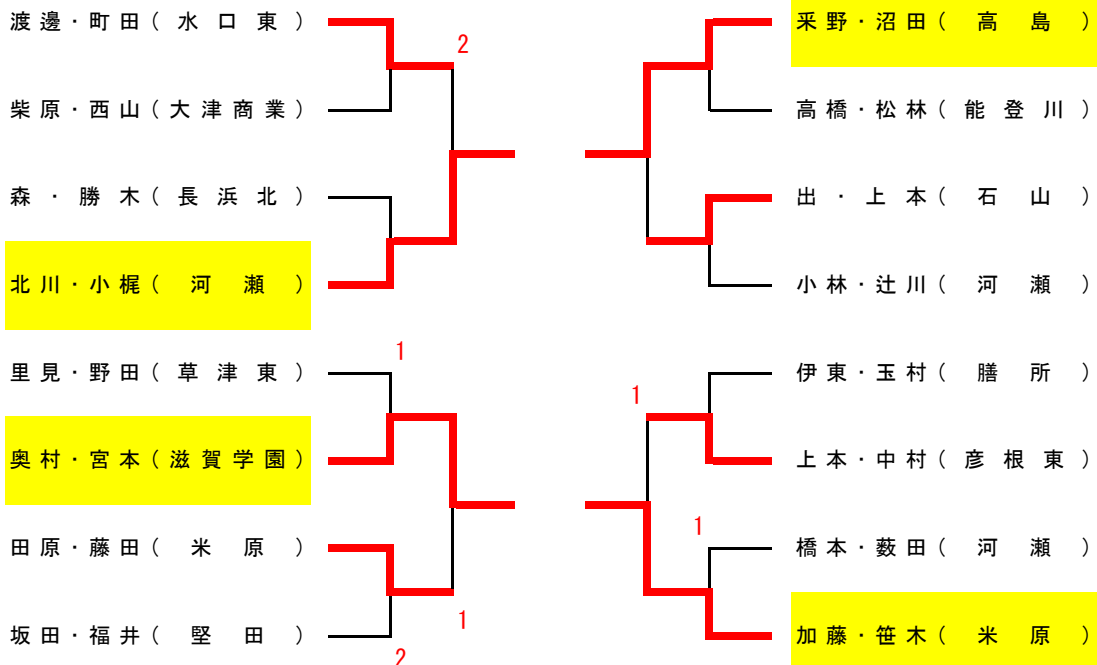 渡邊・町田（水口東）
2
柴原・西山（大津商業）
森・勝木（長浜北）
北川・小梶（河瀬）
里見・野田（草津東）
1
奥村・宮本（滋賀学園）
田原・藤田（米原）
坂田・福井（堅田）
1
2
釆野・沼田（高島）
高橋・松林（能登川）
出・上本（石山）
小林・辻川（河瀬）
伊東・玉村（膳所）
1
上本・中村（彦根東）
1
橋本・薮田（河瀬）
加藤・笹木（米原）